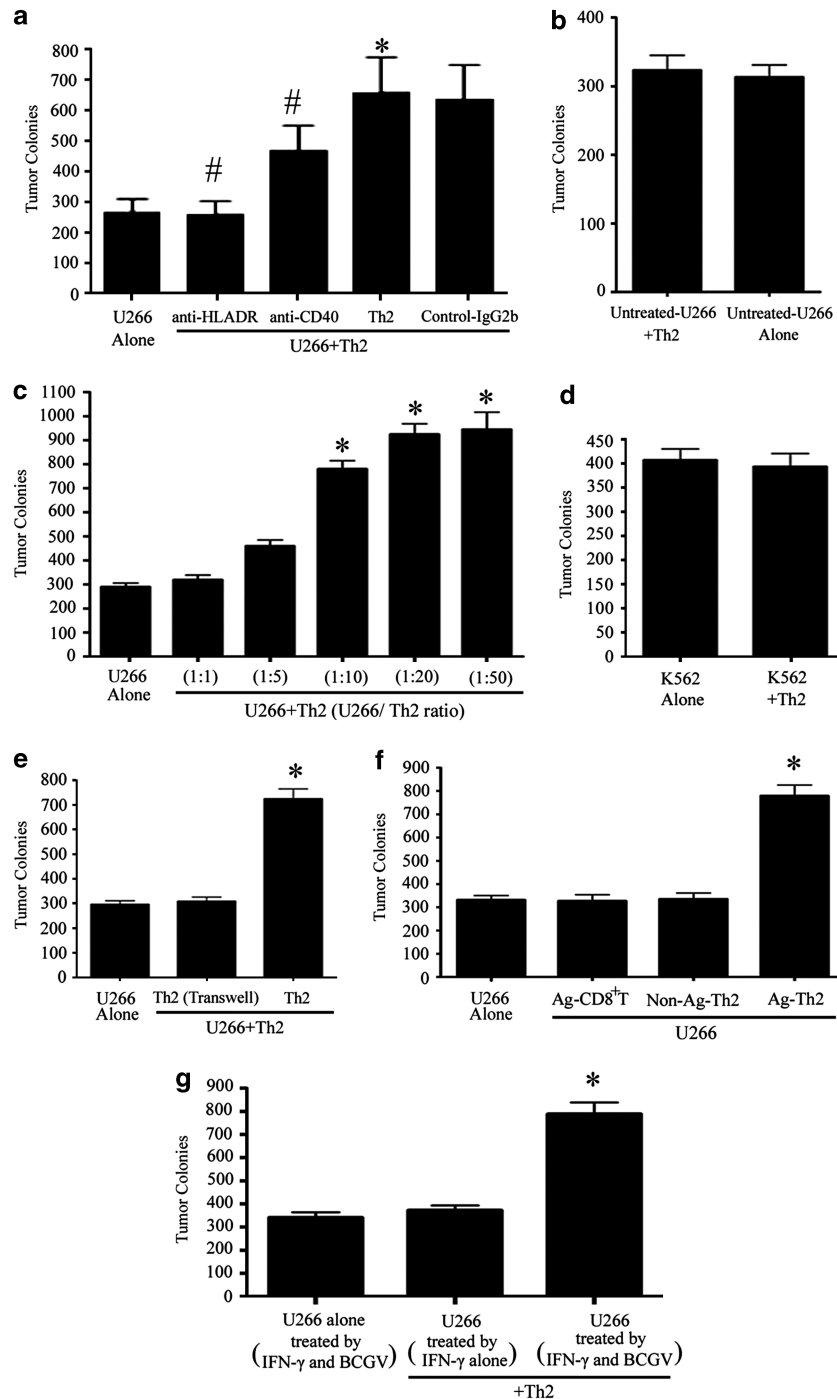 a
Tumor Colonies
800
700
600
500
400
300
200
100
0
#
#
*
U266 Alone
anti-HLADR
anti-CD40
Th2
Control-IgG2b
U266+Th2
b
Tumor Colonies
400
300
200
100
0
Untreated-U266 +Th2
Untreated-U266 Alone
c
Tumor Colonies
1100
1000
900
800
700
600
500
400
300
200
100
0
*
*
*
U266 Alone
(1:1)
(1:5)
(1:10)
(1:20)
(1:50)
U266+Th2 (U266/ Th2 ratio)
d
Tumor Colonies
450
400
350
300
250
200
150
100
50
0
K562 Alone
K562 +Th2
e
Tumor Colonies
800
700
600
500
400
300
200
100
0
*
U266 Alone
Th2 (Transwell)
Th2
U266+Th2
f
Tumor Colonies
900
800
700
600
500
400
300
200
100
0
*
U266 Alone
Ag-CD8+T
Non-Ag-Th2
Ag-Th2
U266
g
Tumor Colonies
900
800
700
600
500
400
300
200
100
0
*
U266 alone
(treated by
IFN-γ and BCGV)
U266
(treated by
IFN-γ alone)
U266
(treated by
IFN-γ and BCGV)
+Th2